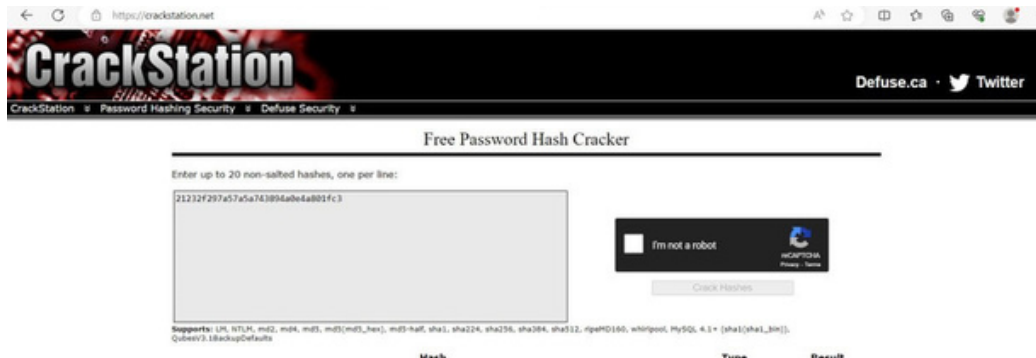 https://crackstation.net
CrackStation
Defuse.ca · Twitter
CrackStation Password Hashing Security Defuse Security
Free Password Hash Cracker
Enter up to 20 non-salted hashes, one per line:
21232f297a57a5a743894a0e4a801fc3
I'm not a robot
reCAPTCHA
Privacy - Terms
Crack Hashes
Supports: LM, NTLM, md2, md4, md5, md5(md5_hex), md5-half, sha1, sha224, sha256, sha384, sha512, ripeMD160, whirlpool, MySQL 4.1+ (sha1(sha1_bin)),
QubesV3.1BackupDefaults
Hash Type Result